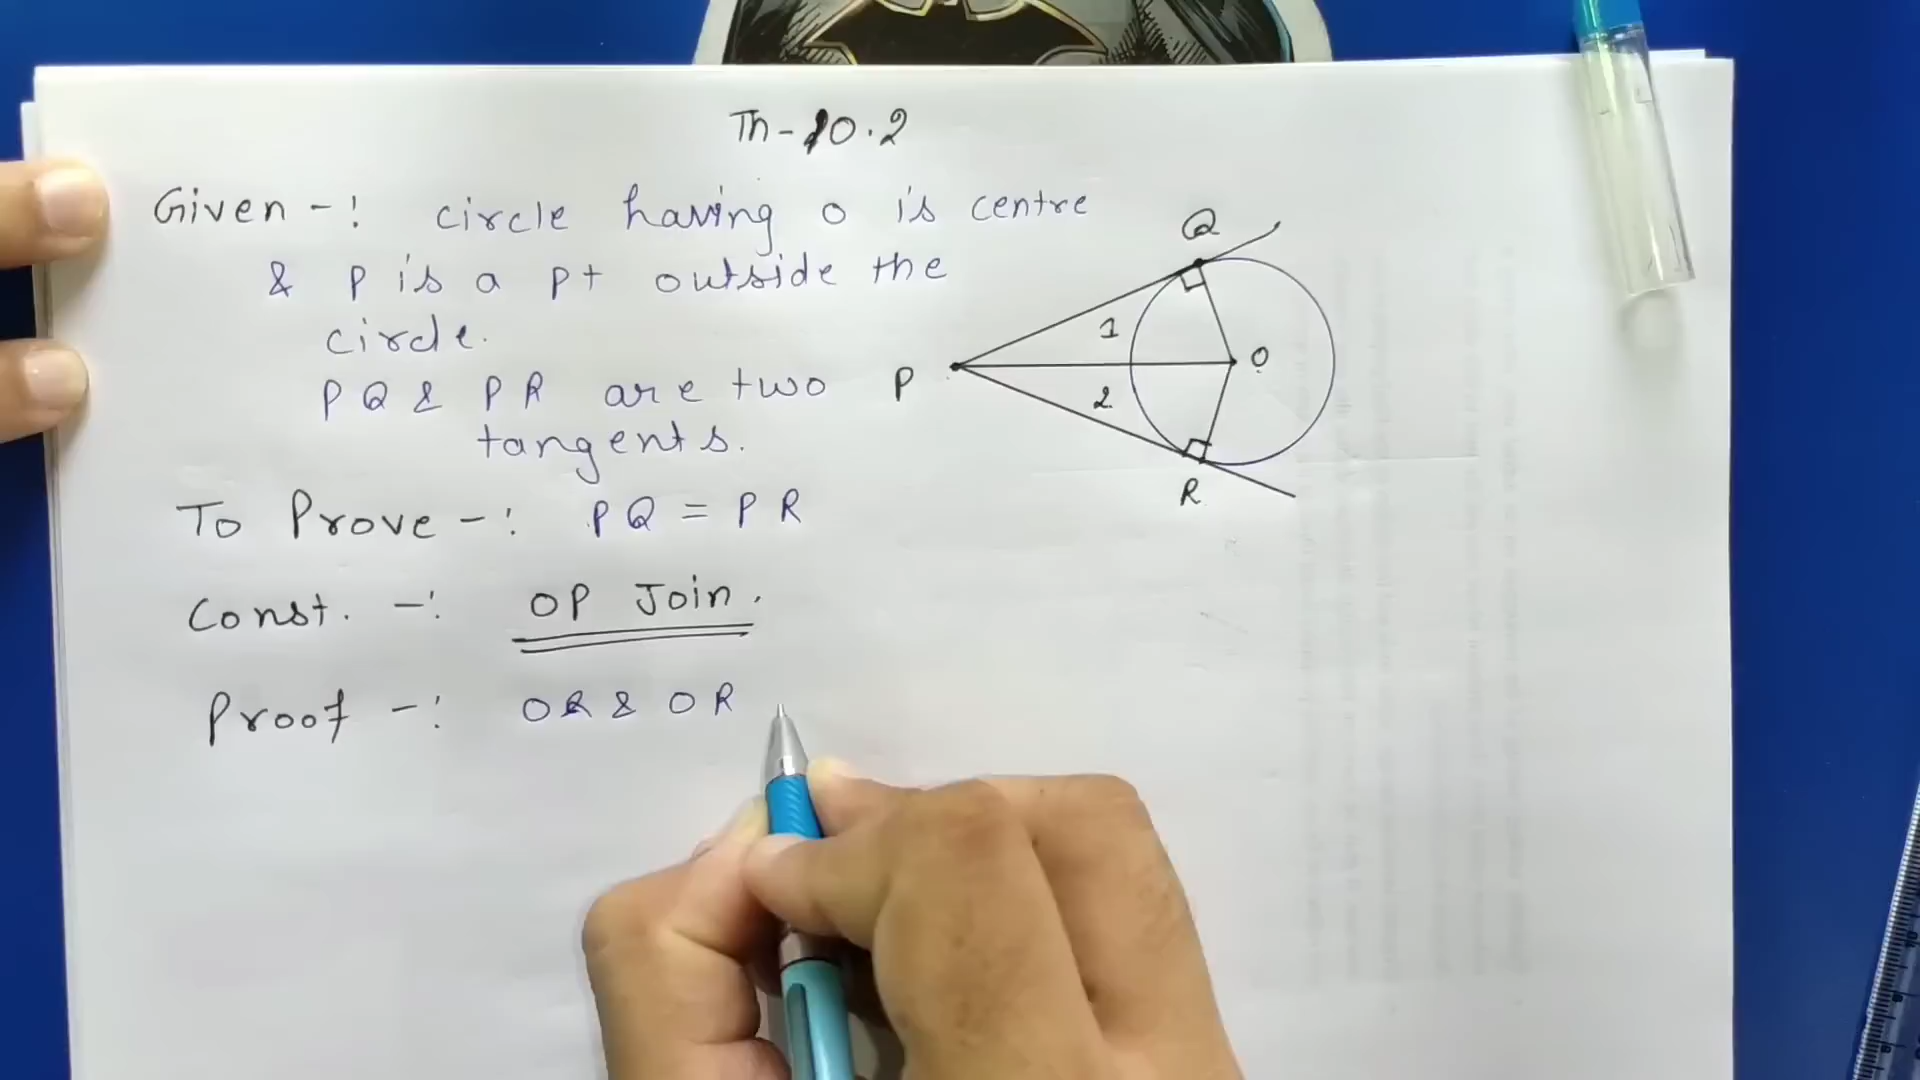 Th-10.2
Given -: circle having O is centre
& P is a pt outside the
circle.
PQ & PR are two
tangents.
To Prove -: PQ = PR
Const. -: OP Join.
Proof -: OQ & OR
Q
1
P
O
2
R